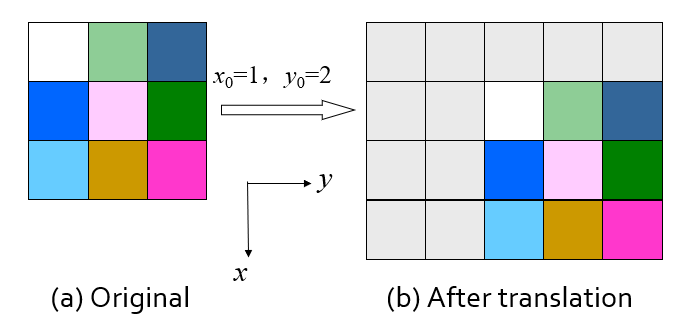 x₀=1，y₀=2
y
x
(a) Original
(b) After translation